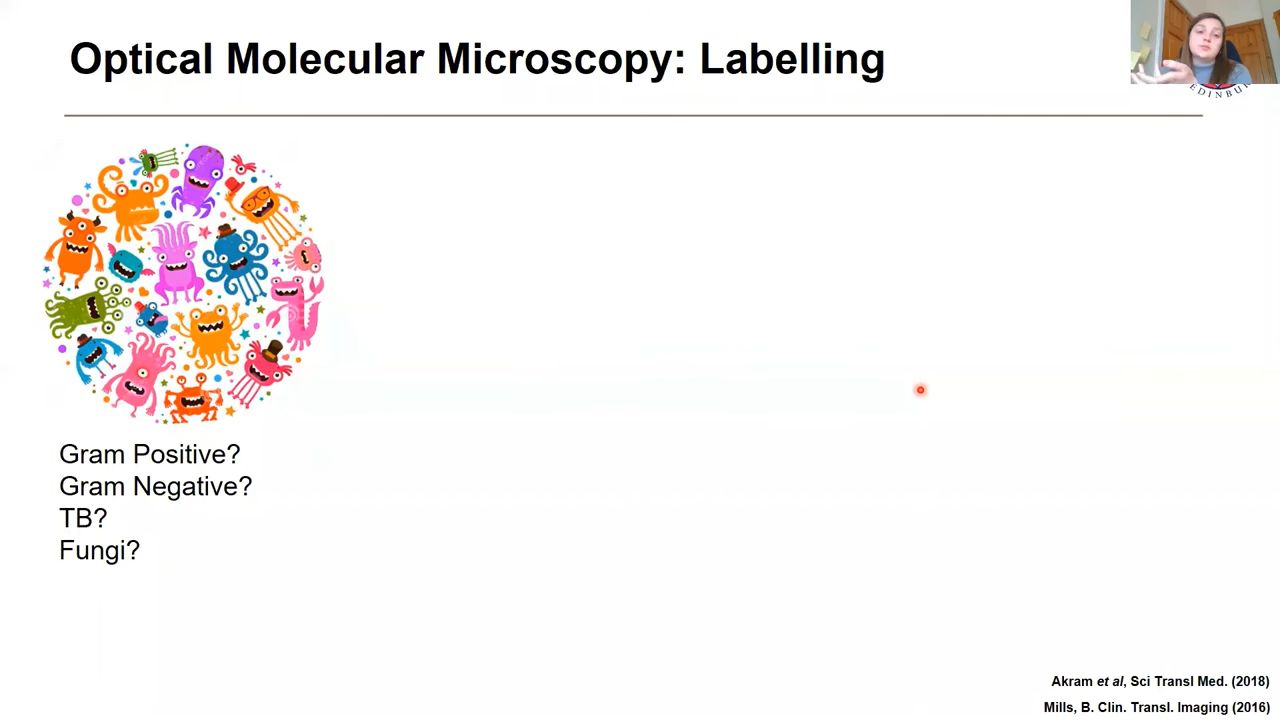 Optical Molecular Microscopy: Labelling
Gram Positive?
Gram Negative?
TB?
Fungi?
Akram et al, Sci Transl Med. (2018)
Mills, B. Clin. Transl. Imaging (2016)